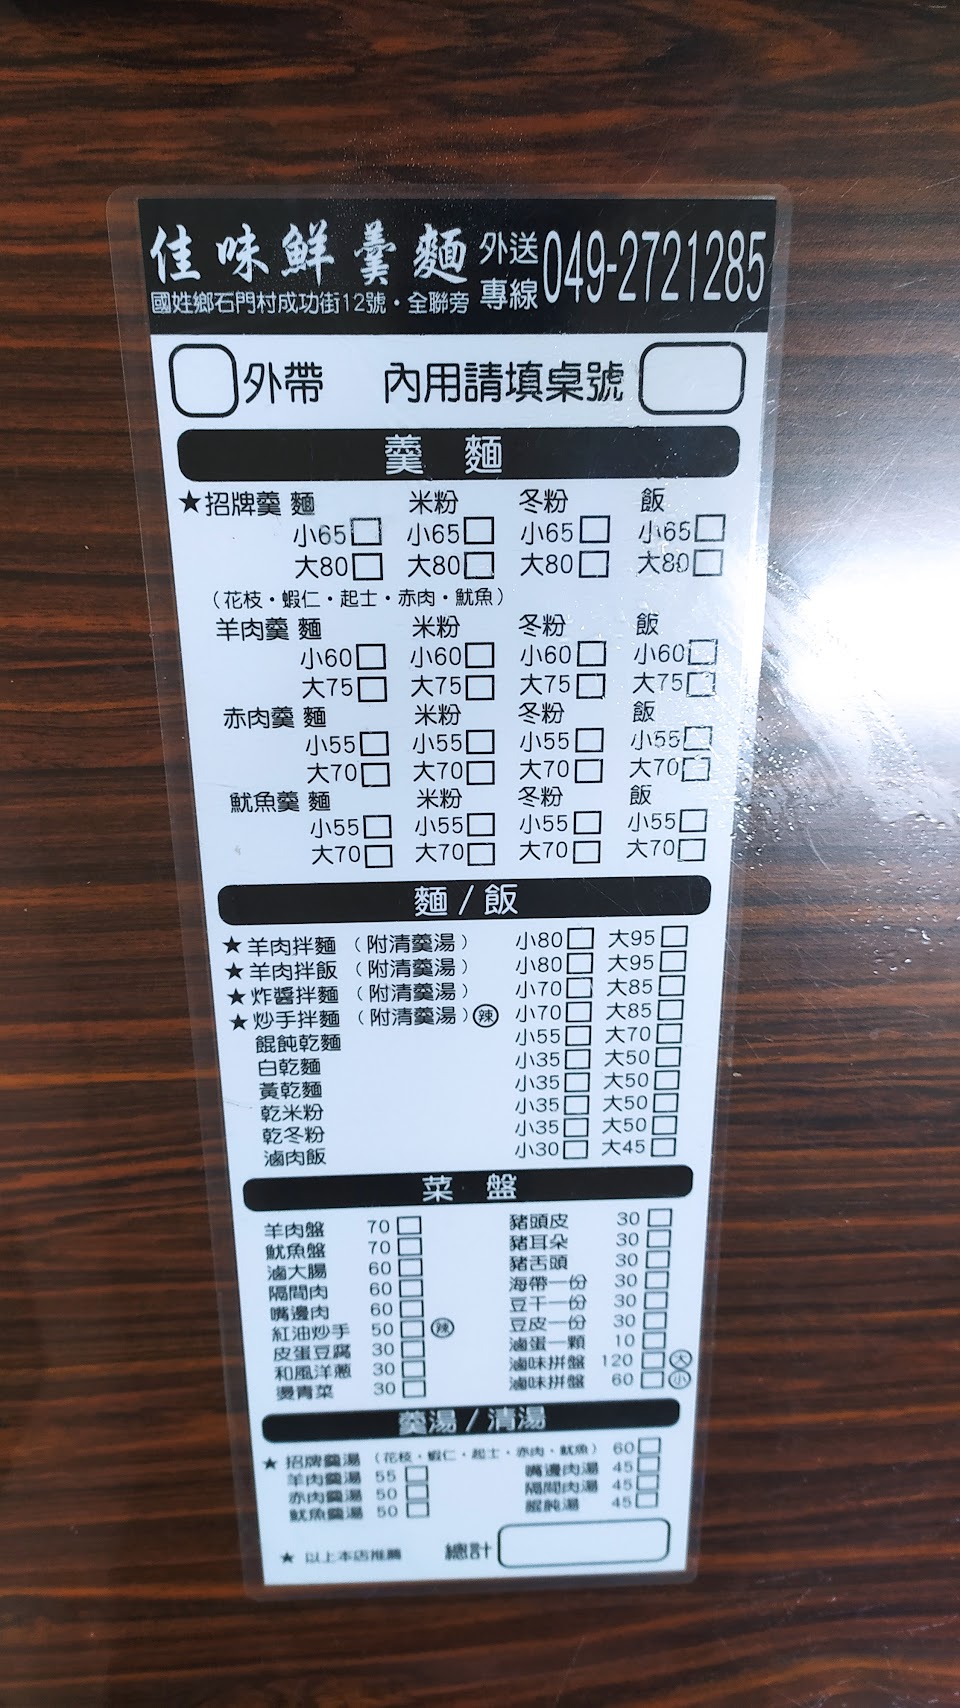 佳味鮮羹麵 外送專線 049-2721285
國姓鄉石門村成功街12號・全聯旁
外帶 內用請填桌號
羹 麵
★招牌羹 麵 米粉 冬粉 飯
小65 小65 小65 小65
大80 大80 大80 大80
(花枝・蝦仁・起士・赤肉・魷魚)
羊肉羹 麵 米粉 冬粉 飯
小60 小60 小60 小60
大75 大75 大75 大75
赤肉羹 麵 米粉 冬粉 飯
小55 小55 小55 小55
大70 大70 大70 大70
魷魚羹 麵 米粉 冬粉 飯
小55 小55 小55 小55
大70 大70 大70 大70
麵/飯
★羊肉拌麵(附清羹湯) 小80 大95
★羊肉拌飯(附清羹湯) 小80 大95
★炸醬拌麵(附清羹湯) 小70 大85
★炒手拌麵(附清羹湯)辣 小70 大85
餛飩乾麵 小55 大70
白乾麵 小35 大50
黃乾麵 小35 大50
乾米粉 小35 大50
乾冬粉 小35 大50
滷肉飯 小30 大45
菜 盤
羊肉盤 70 豬頭皮 30
魷魚盤 70 豬耳朵 30
滷大腸 60 豬舌頭 30
隔間肉 60 海帶一份 30
嘴邊肉 60 豆干一份 30
紅油炒手 50 辣 豆皮一份 30
皮蛋豆腐 30 滷蛋一顆 10
和風洋蔥 30 滷味拼盤 120 大
燙青菜 30 滷味拼盤 60 小
羹湯/清湯
★ 招牌羹湯(花枝・蝦仁・起士・赤肉・魷魚) 60
羊肉羹湯 55 嘴邊肉湯 45
赤肉羹湯 50 隔間肉湯 45
魷魚羹湯 50 餛飩湯 45
★ 以上本店推薦 總計